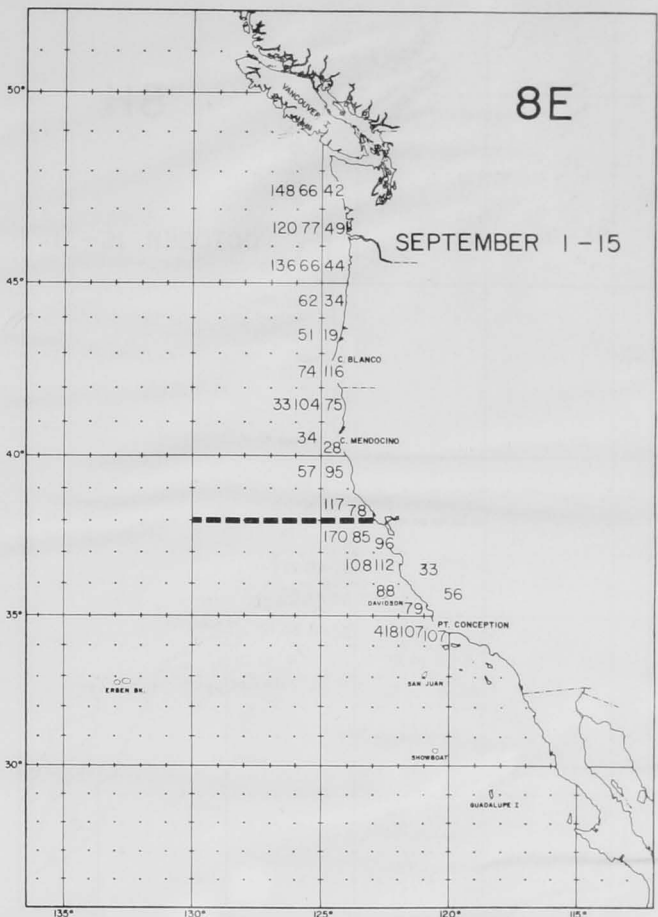 8E
50°
VANCOUVER I.
148 66 42
120 77 49
SEPTEMBER 1-15
136 66 44
45°
62 34
51 19
C. BLANCO
74 116
33 104 75
34
C. MENDOCINO
28
40°
57 95
117 78
170 85
96
108 112
33
88
56
DAVIDSON
79
35°
PT. CONCEPTION
418 107 107
ERBEN BK.
SAN JUAN
SHOWBOAT
30°
GUADALUPE I.
135° 130° 125° 120° 115°